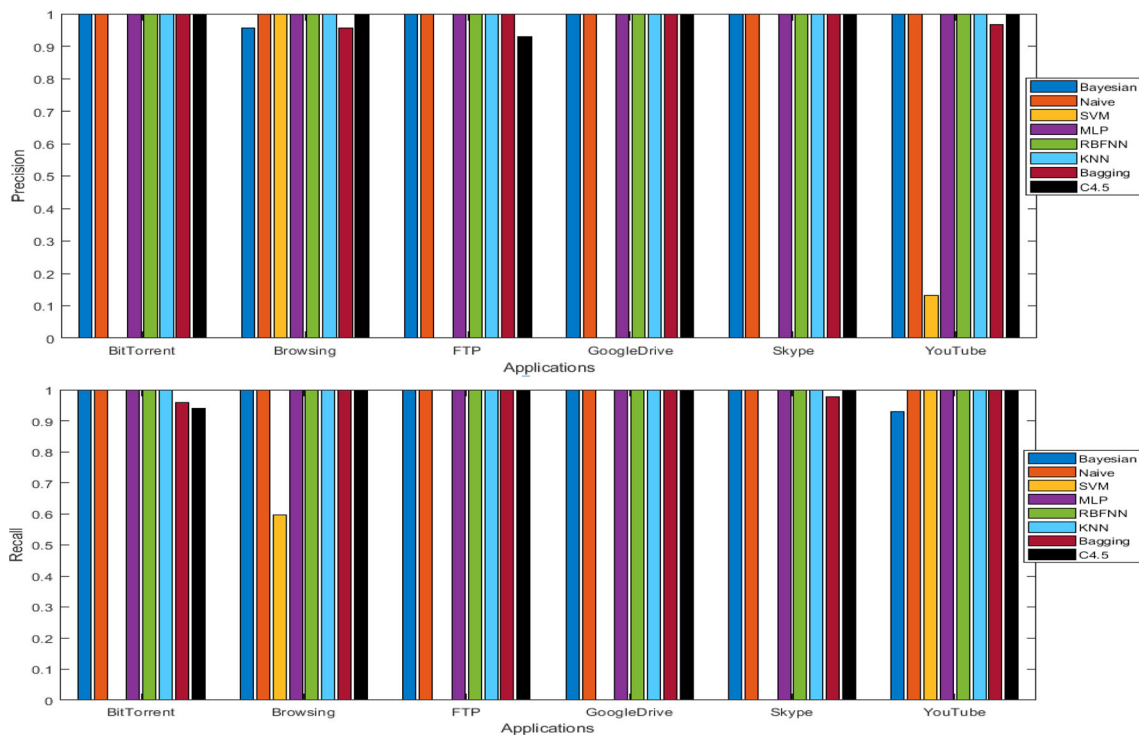 1
0.9
0.8
0.7
0.6
0.5
0.4
0.3
0.2
0.1
0
Precision
BitTorrent Browsing FTP GoogleDrive Skype YouTube
Applications
Bayesian
Naive
SVM
MLP
RBFNN
KNN
Bagging
C4.5
1
0.9
0.8
0.7
0.6
0.5
0.4
0.3
0.2
0.1
0
Recall
BitTorrent Browsing FTP GoogleDrive Skype YouTube
Applications
Bayesian
Naive
SVM
MLP
RBFNN
KNN
Bagging
C4.5